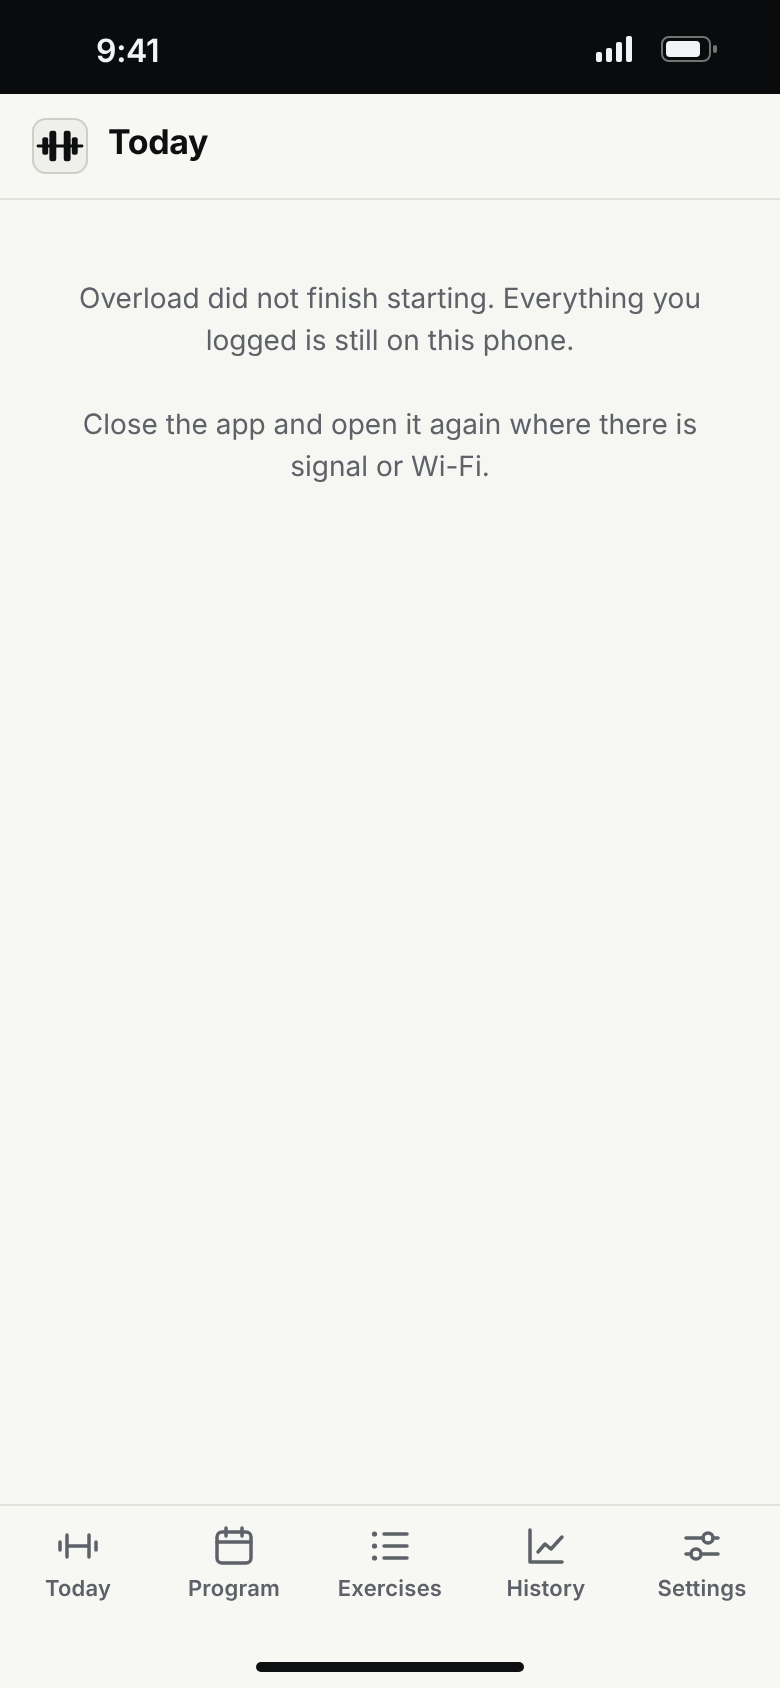 9:41
Today
Overload did not finish starting. Everything you
logged is still on this phone.
Close the app and open it again where there is
signal or Wi-Fi.
Today
Program
Exercises
History
Settings